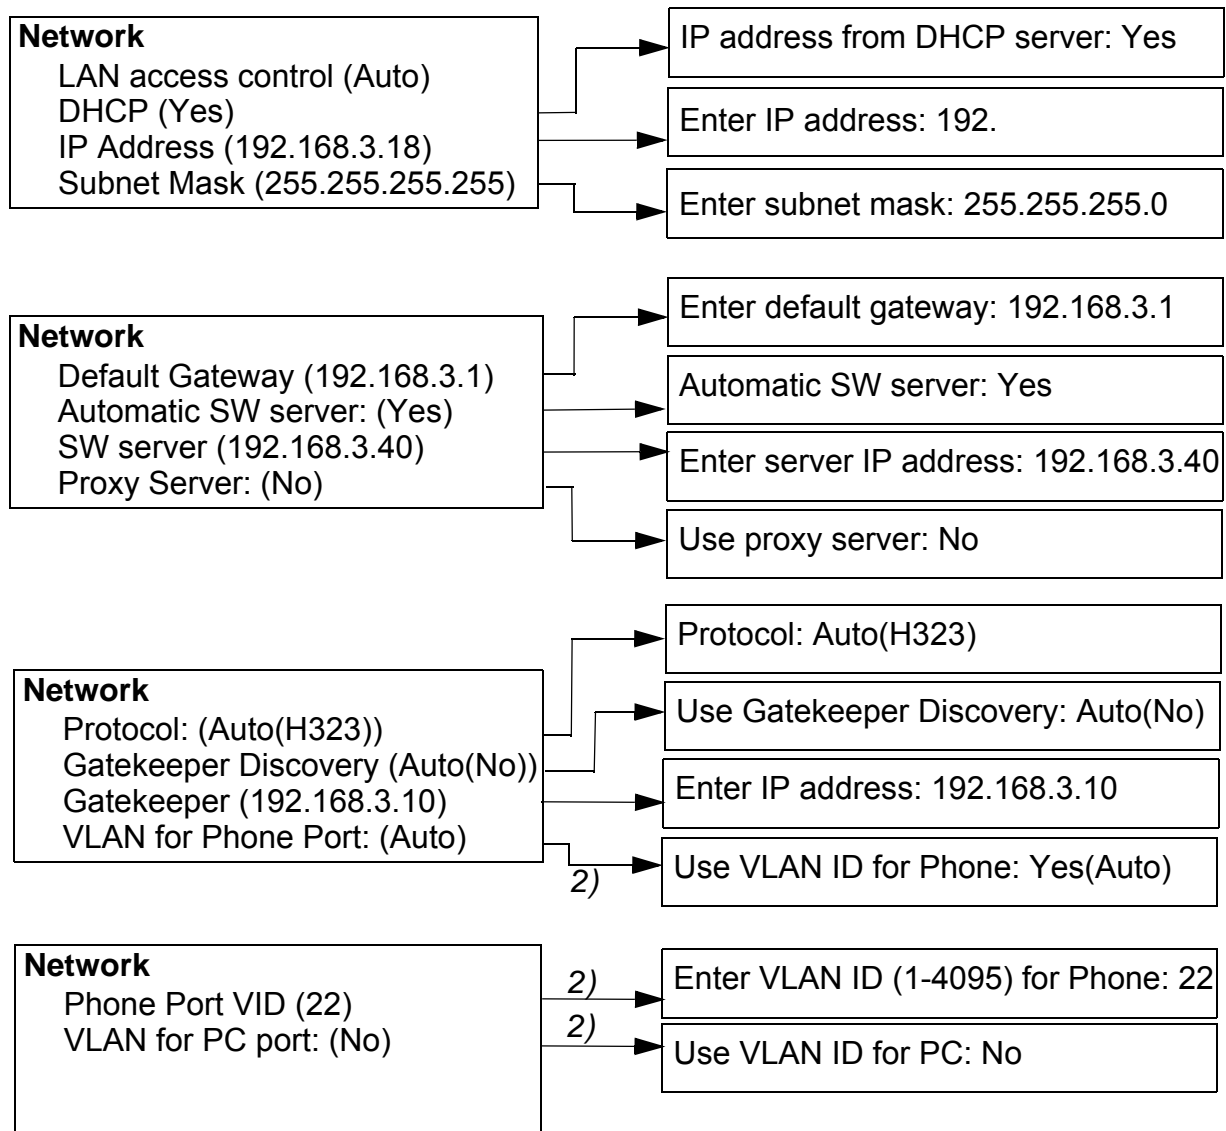 Network
LAN access control (Auto)
DHCP (Yes)
IP Address (192.168.3.18)
Subnet Mask (255.255.255.255)
IP address from DHCP server: Yes
Enter IP address: 192.
Enter subnet mask: 255.255.255.0
Network
Default Gateway (192.168.3.1)
Automatic SW server: (Yes)
SW server (192.168.3.40)
Proxy Server: (No)
Enter default gateway: 192.168.3.1
Automatic SW server: Yes
Enter server IP address: 192.168.3.40
Use proxy server: No
Network
Protocol: (Auto(H323))
Gatekeeper Discovery (Auto(No))
Gatekeeper (192.168.3.10)
VLAN for Phone Port: (Auto)
Protocol: Auto(H323)
Use Gatekeeper Discovery: Auto(No)
Enter IP address: 192.168.3.10
2)
Use VLAN ID for Phone: Yes(Auto)
Network
Phone Port VID (22)
VLAN for PC port: (No)
2)
Enter VLAN ID (1-4095) for Phone: 22
2)
Use VLAN ID for PC: No